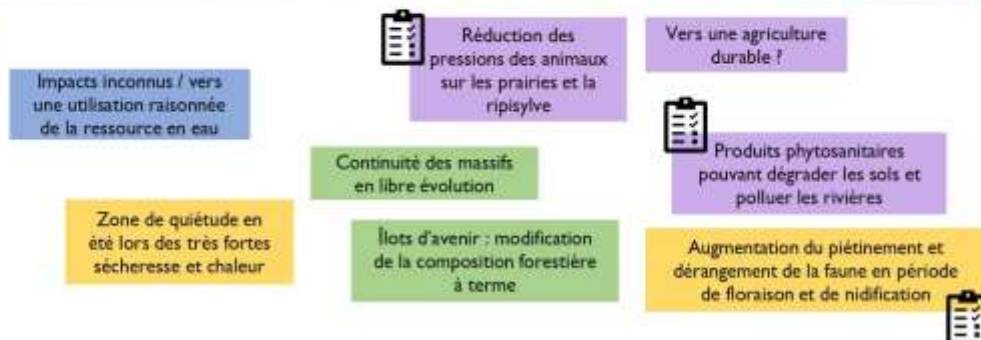 Réduction des
pressions des animaux
sur les prairies et la
ripisylve
Vers une agriculture
durable ?
Impacts inconnus / vers
une utilisation raisonnée
de la ressource en eau
Produits phytosanitaires
pouvant dégrader les sols et
polluer les rivières
Continuité des massifs
en libre évolution
Zone de quiétude en
été lors des très fortes
sécheresse et chaleur
Îlots d'avenir : modification
de la composition forestière
à terme
Augmentation du piétinement et
dérangement de la faune en période
de floraison et de nidification